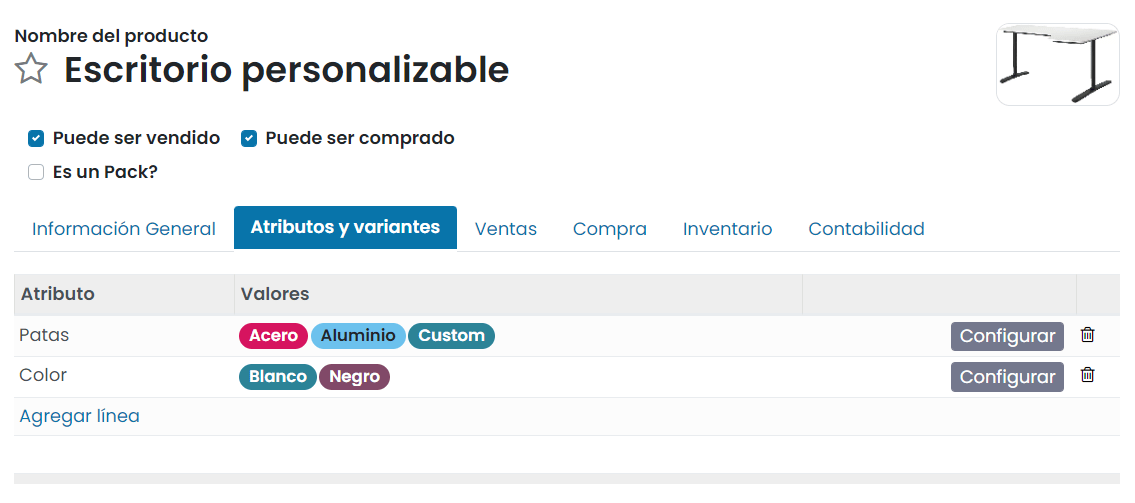 Nombre del producto
Escritorio personalizable
Puede ser vendido Puede ser comprado
Es un Pack?
Información General Atributos y variantes Ventas Compra Inventario Contabilidad
Atributo Valores
Patas Acero Aluminio Custom Configurar
Color Blanco Negro Configurar
Agregar línea